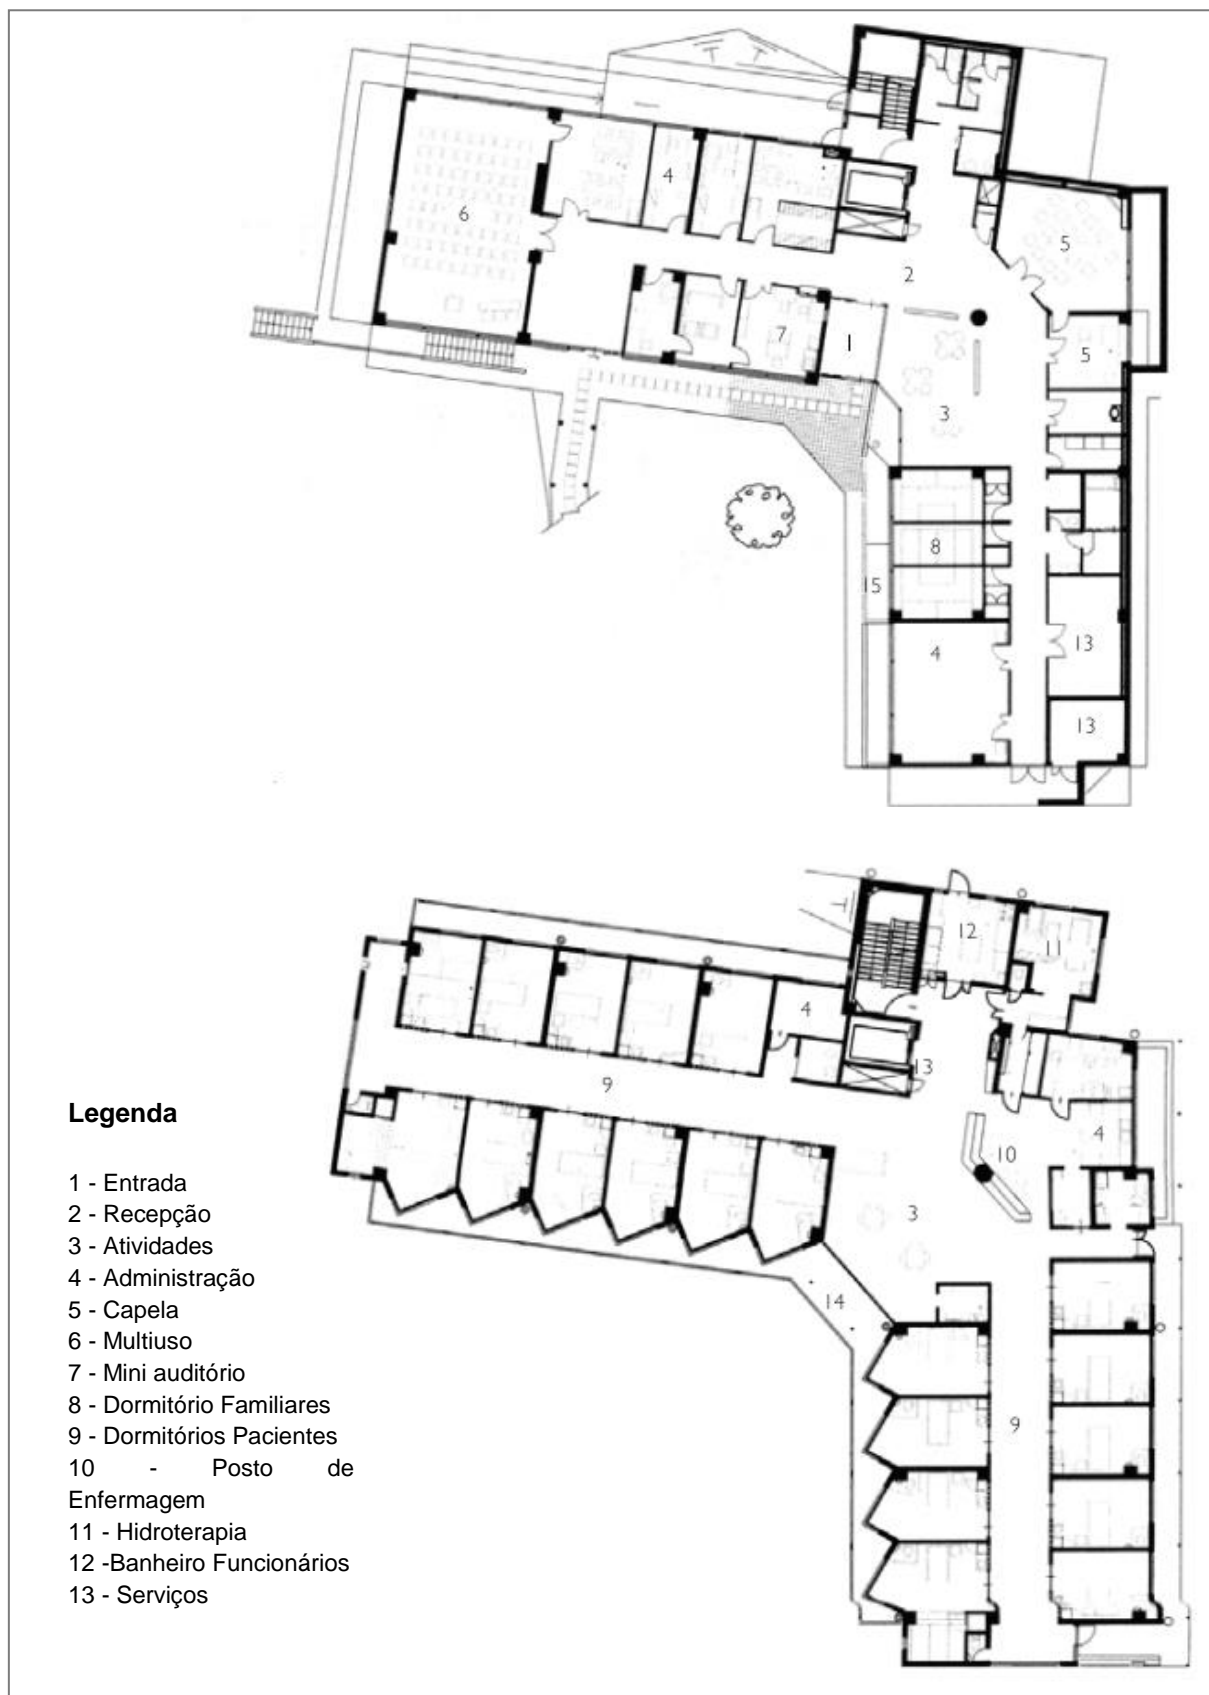 6
4
5
2
7
1
5
3
8
15
4
13
13
12
11
4
13
9
4
10
3
14
9
Legenda
1 - Entrada
2 - Recepção
3 - Atividades
4 - Administração
5 - Capela
6 - Multiuso
7 - Mini auditório
8 - Dormitório Familiares
9 - Dormitórios Pacientes
10 - Posto de
Enfermagem
11 - Hidroterapia
12 -Banheiro Funcionários
13 - Serviços